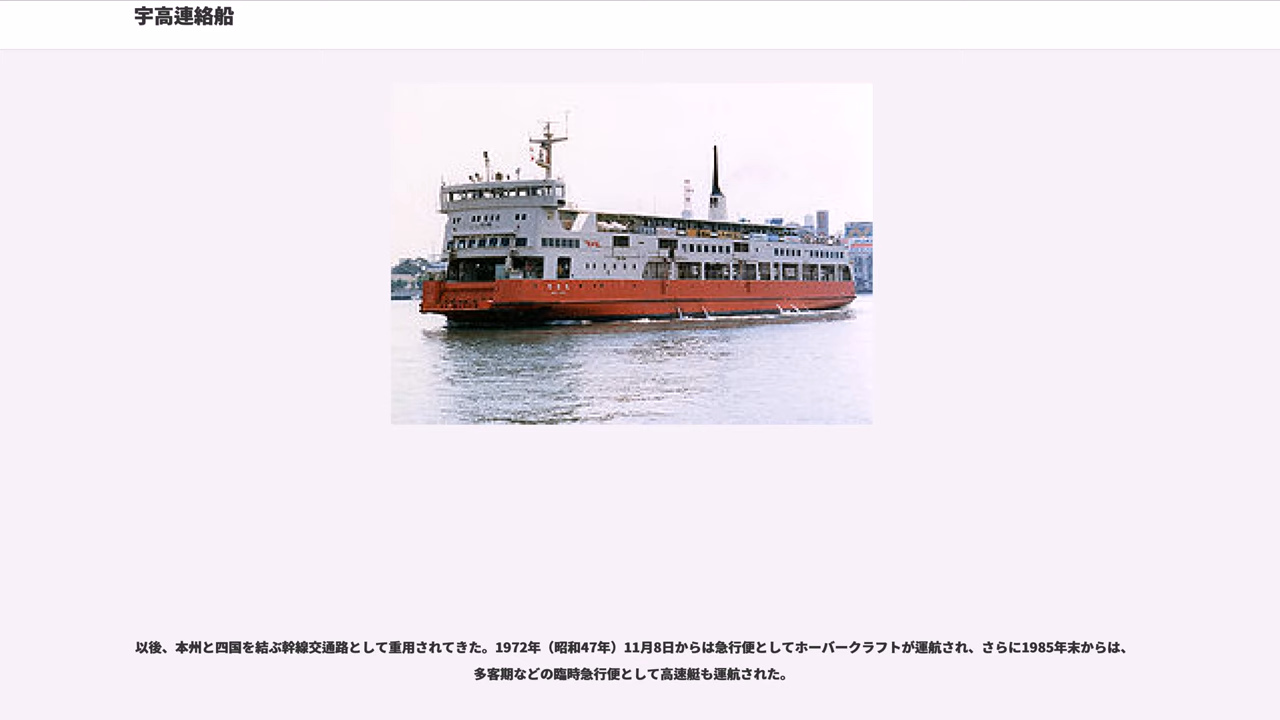 宇高連絡船
以後、本州と四国を結ぶ幹線交通路として重用されてきた。1972年（昭和47年）11月8日からは急行便としてホーバークラフトが運航され、さらに1985年末からは、
多客期などの臨時急行便として高速艇も運航された。